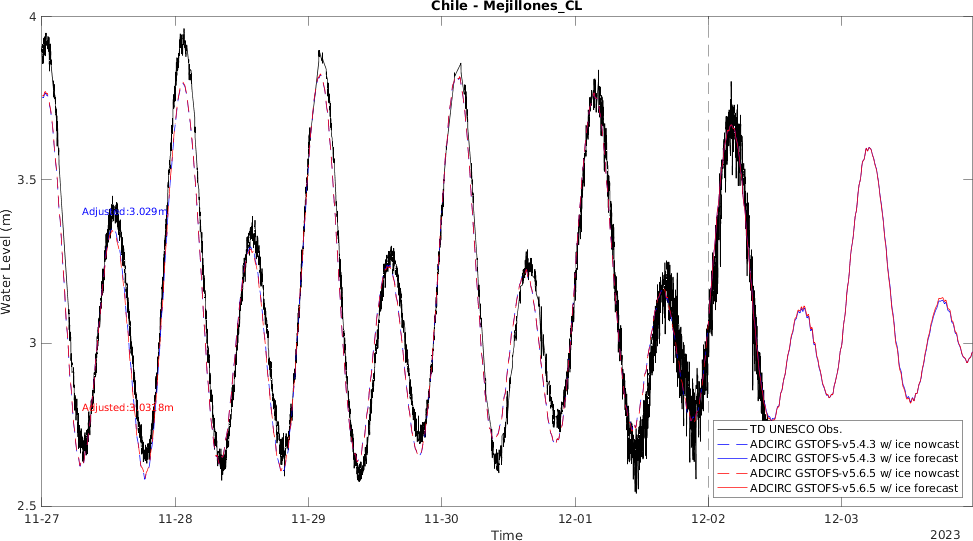 Chile - Mejillones_CL
4
3.5
3
2.5
Water Level (m)
Adjusted:3.029m
Adjusted:3.0318m
TD UNESCO Obs.
ADCIRC GSTOFS-v5.4.3 w/ ice nowcast
ADCIRC GSTOFS-v5.4.3 w/ ice forecast
ADCIRC GSTOFS-v5.6.5 w/ ice nowcast
ADCIRC GSTOFS-v5.6.5 w/ ice forecast
11-27
11-28
11-29
11-30
12-01
12-02
12-03
Time
2023